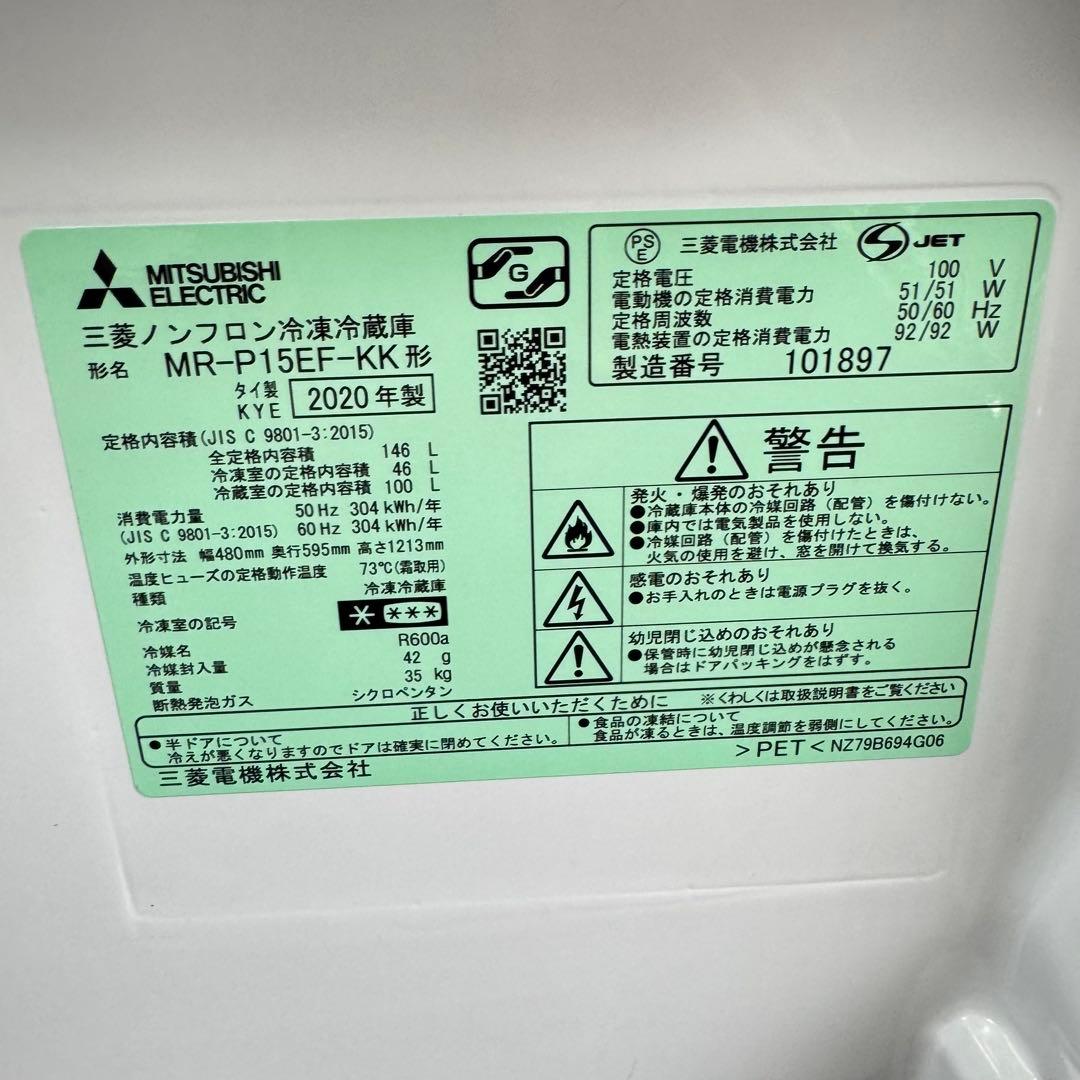 MITSUBISHI
ELECTRIC
G
三菱ノンフロン冷凍冷蔵庫
形名 MR-P15EF-KK形
タイ製
KYE 2020年製
定格内容積(JIS C 9801-3:2015)
全定格内容積 146 L
冷凍室の定格内容積 46 L
冷蔵室の定格内容積 100 L
消費電力量 50 Hz 304 kWh/年
(JIS C 9801-3:2015) 60 Hz 304 kWh/年
外形寸法 幅480mm 奥行595mm 高さ1213mm
温度ヒューズの定格動作温度 73℃(霜取用)
種類 冷凍冷蔵庫
冷凍室の記号 * ***
冷媒名 R600a
冷媒封入量 42 g
質量 35 kg
断熱発泡ガス シクロペンタン
PS
E
三菱電機株式会社
S JET
定格電圧 100 V
電動機の定格消費電力 51/51 W
定格周波数 50/60 Hz
電熱装置の定格消費電力 92/92 W
製造番号 101897
警告
発火・爆発のおそれあり
●冷蔵庫本体の冷媒回路(配管)を傷付けない。
●庫内では電気製品を使用しない。
●冷媒回路(配管)を傷付けたときは、
火気の使用を避け、窓を開けて換気する。
感電のおそれあり
●お手入れのときは電源プラグを抜く。
幼児閉じ込めのおそれあり
●保管時に幼児閉じ込めが懸念される
場合はドアパッキングをはずす。
正しくお使いいただくために ※くわしくは取扱説明書をご覧ください
●半ドアについて
冷えが悪くなりますのでドアは確実に閉めてください。
●食品の凍結について
食品が凍るときは、温度調節を弱側にしてください。
三菱電機株式会社
>PET< NZ79B694G06